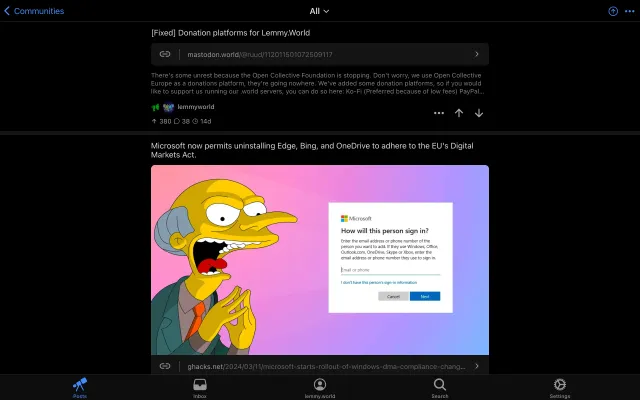 Communities
All
[Fixed] Donation platforms for Lemmy.World
mastodon.world/@ruud/112011501072509117
There's some unrest because the Open Collective Foundation is stopping. Don't worry, we use Open Collective
Europe as a donations platform, they're going nowhere. We've added some donation platforms, so if you would
like to support us running our .world servers, you can do so here: Ko-Fi (Preferred because of low fees) PayPal...
lemmyworld
380 38 14d
Microsoft now permits uninstalling Edge, Bing, and OneDrive to adhere to the EU's Digital
Markets Act.
Microsoft
How will this person sign in?
Enter the email address or phone number of the
person you want to add. If they use Windows, Office,
Outlook.com, OneDrive, Skype or Xbox, enter the
email address or phone number they use to sign in.
Email or phone
I don't have this person's sign-in information
Cancel Next
ghacks.net/2024/03/11/microsoft-starts-rollout-of-windows-dma-compliance-chang...
Posts Inbox lemmy.world Search Settings